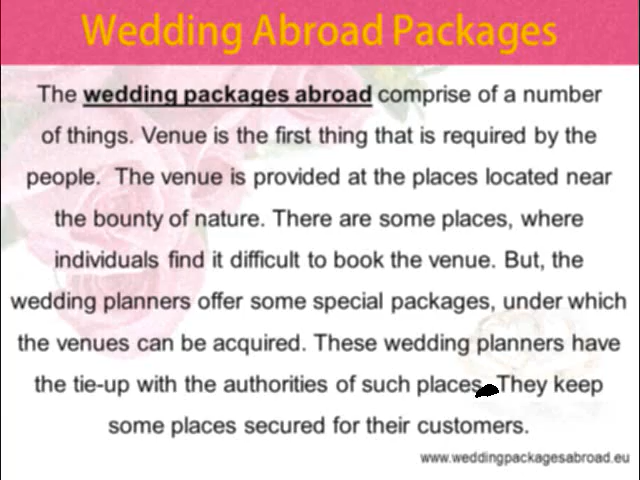 Wedding Abroad Packages
The wedding packages abroad comprise of a number
of things. Venue is the first thing that is required by the
people. The venue is provided at the places located near
the bounty of nature. There are some places, where
individuals find it difficult to book the venue. But, the
wedding planners offer some special packages, under which
the venues can be acquired. These wedding planners have
the tie-up with the authorities of such places. They keep
some places secured for their customers.
www.weddingpackagesabroad.eu